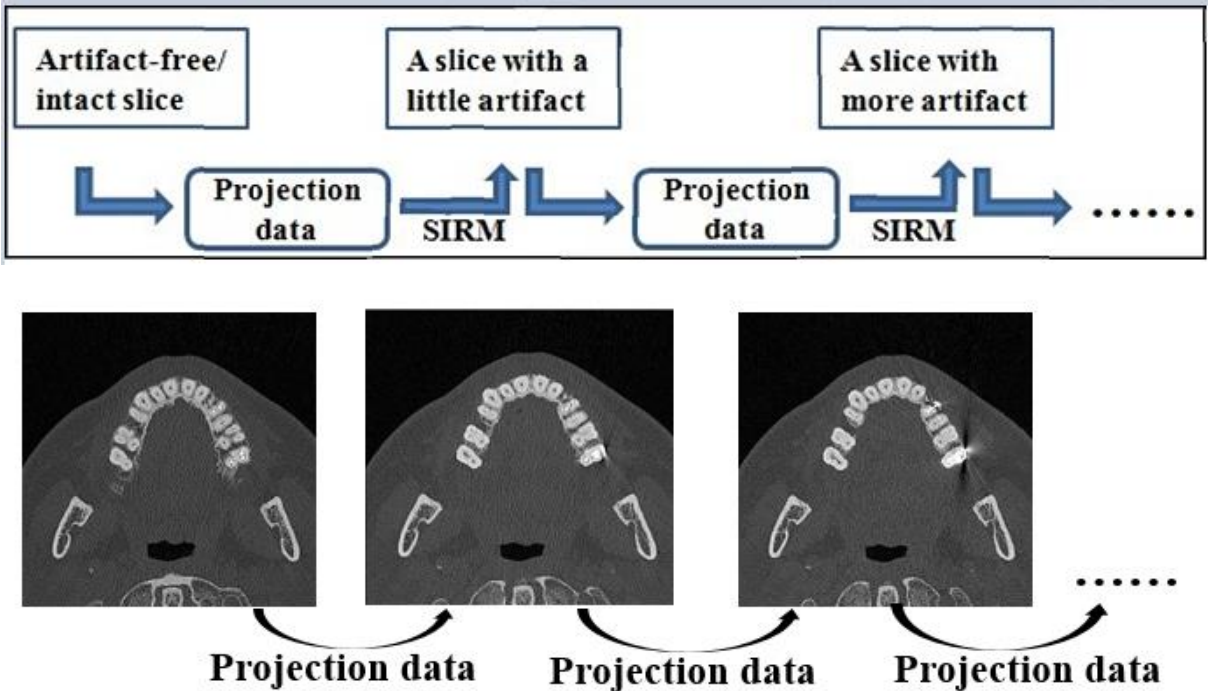 Artifact-free/
intact slice
A slice with a
little artifact
A slice with
more artifact
Projection
data
SIRM
Projection
data
SIRM
......
......
Projection data
Projection data
Projection data